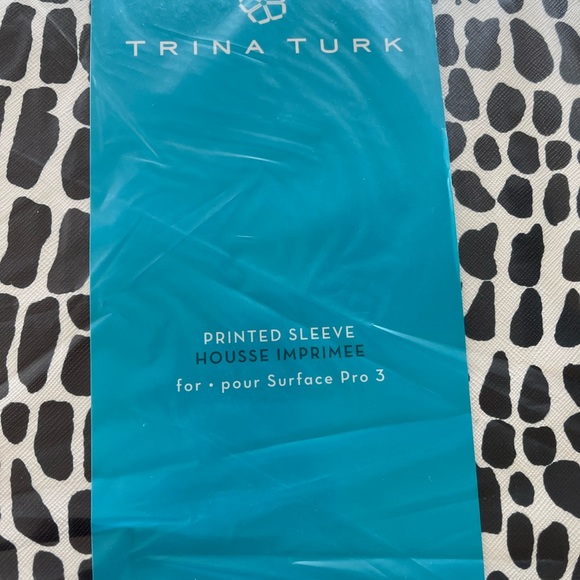 TRINA TURK
PRINTED SLEEVE
HOUSSE IMPRIMEE
for • pour Surface Pro 3